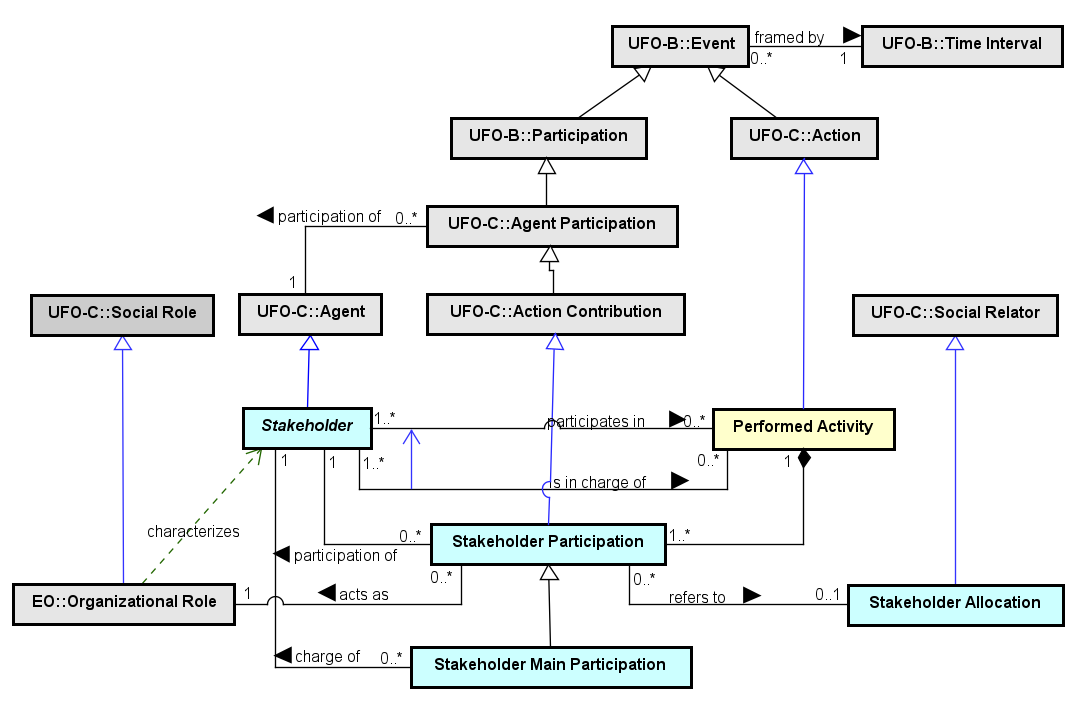 UFO-B::Event
framed by
0..*
1
UFO-B::Time Interval
UFO-B::Participation
UFO-C::Action
participation of
0..*
1
UFO-C::Agent Participation
UFO-C::Social Role
UFO-C::Agent
UFO-C::Action Contribution
UFO-C::Social Relator
Stakeholder
1..*
participates in
0..*
Performed Activity
1
1
1..*
is in charge of
0..*
1
characterizes
0..*
Stakeholder Participation
1..*
participation of
0..*
0..*
EO::Organizational Role
1
acts as
refers to
0..1
Stakeholder Allocation
charge of
0..*
Stakeholder Main Participation